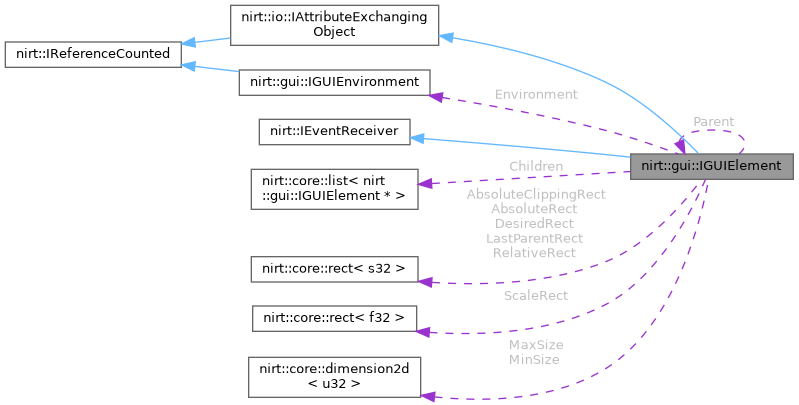 nirt::io::IAttributeExchanging
Object
nirt::IReferenceCounted
nirt::gui::IGUIEnvironment
Environment
Parent
nirt::IEventReceiver
nirt::gui::IGUIElement
Children
nirt::core::list< nirt
::gui::IGUIElement * >
AbsoluteClippingRect
AbsoluteRect
DesiredRect
LastParentRect
RelativeRect
nirt::core::rect< s32 >
ScaleRect
nirt::core::rect< f32 >
MaxSize
MinSize
nirt::core::dimension2d
< u32 >